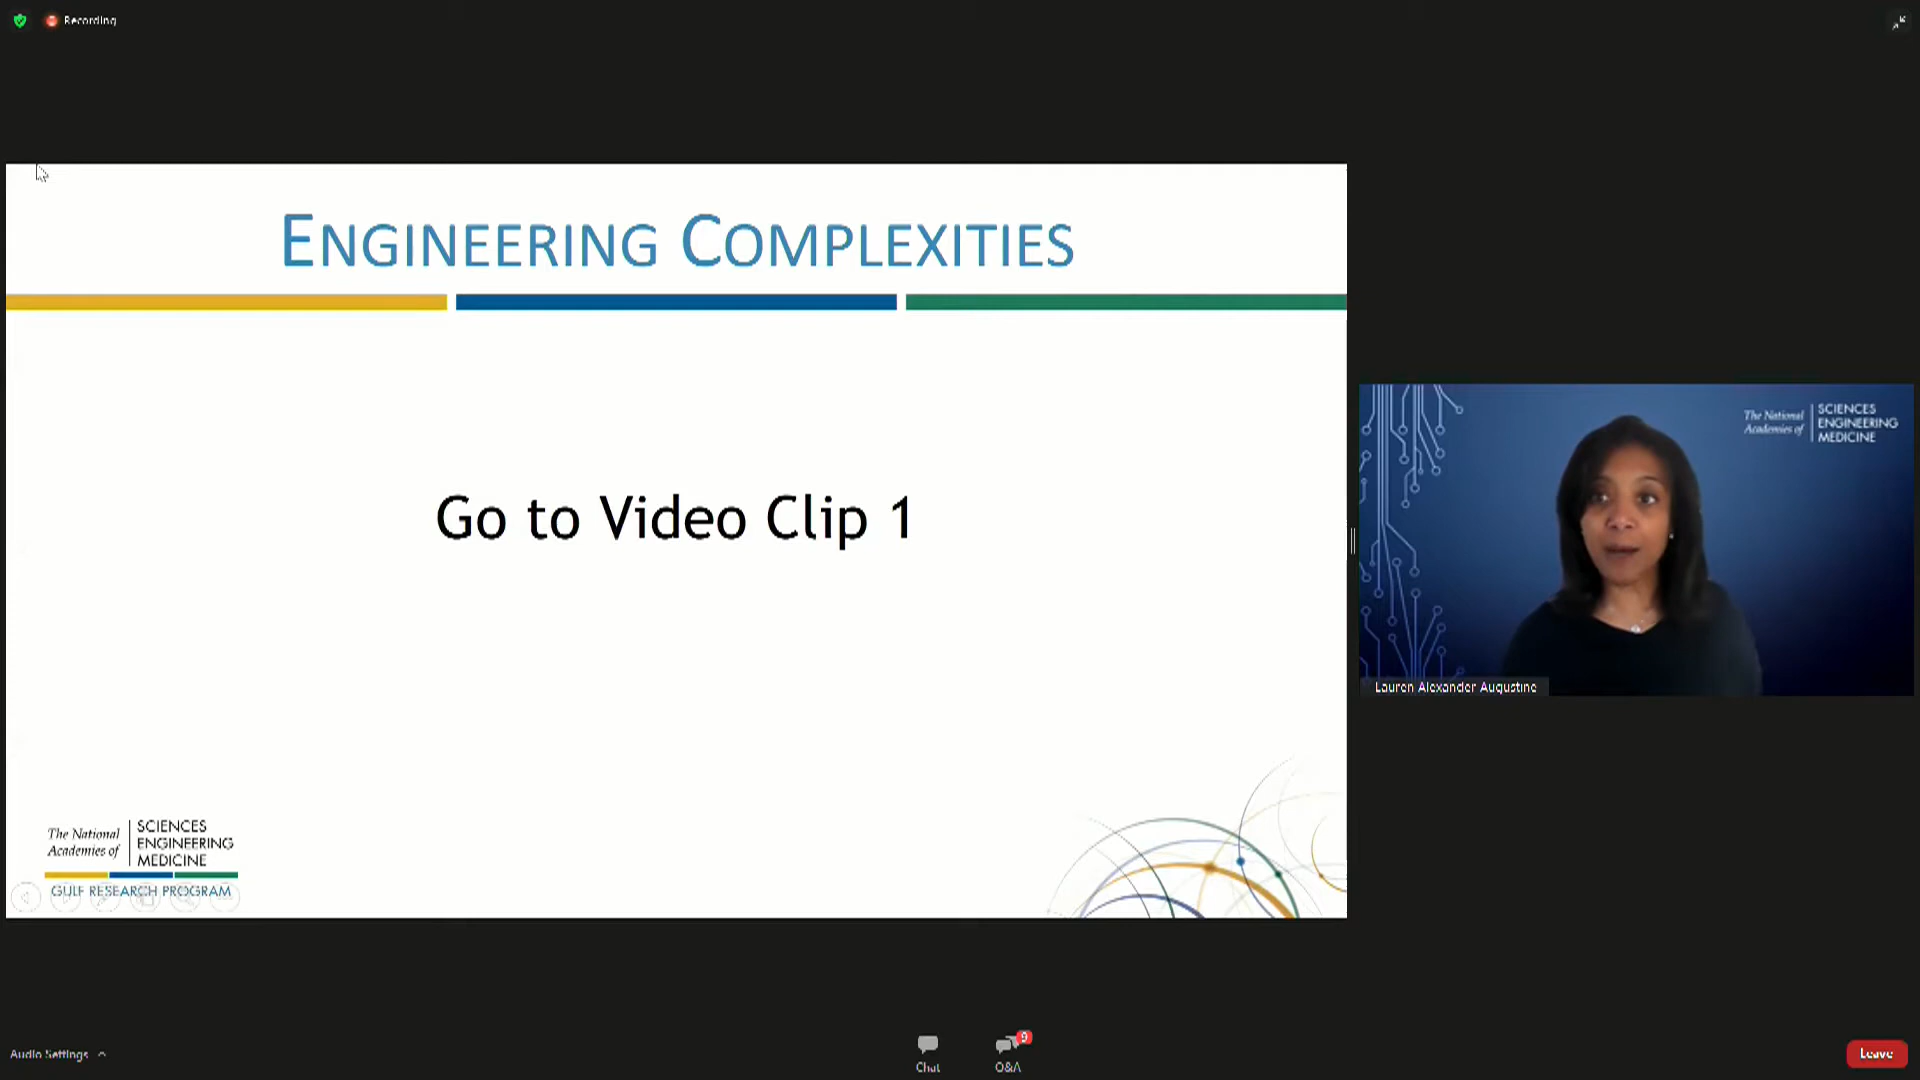 Recording
ENGINEERING COMPLEXITIES
Go to Video Clip 1
The National
Academies of
SCIENCES
ENGINEERING
MEDICINE
GULF RESEARCH PROGRAM
The National
Academies of
SCIENCES
ENGINEERING
MEDICINE
Lauren Alexander Augustine
Audio Settings
Chat
9
Q&A
Leave